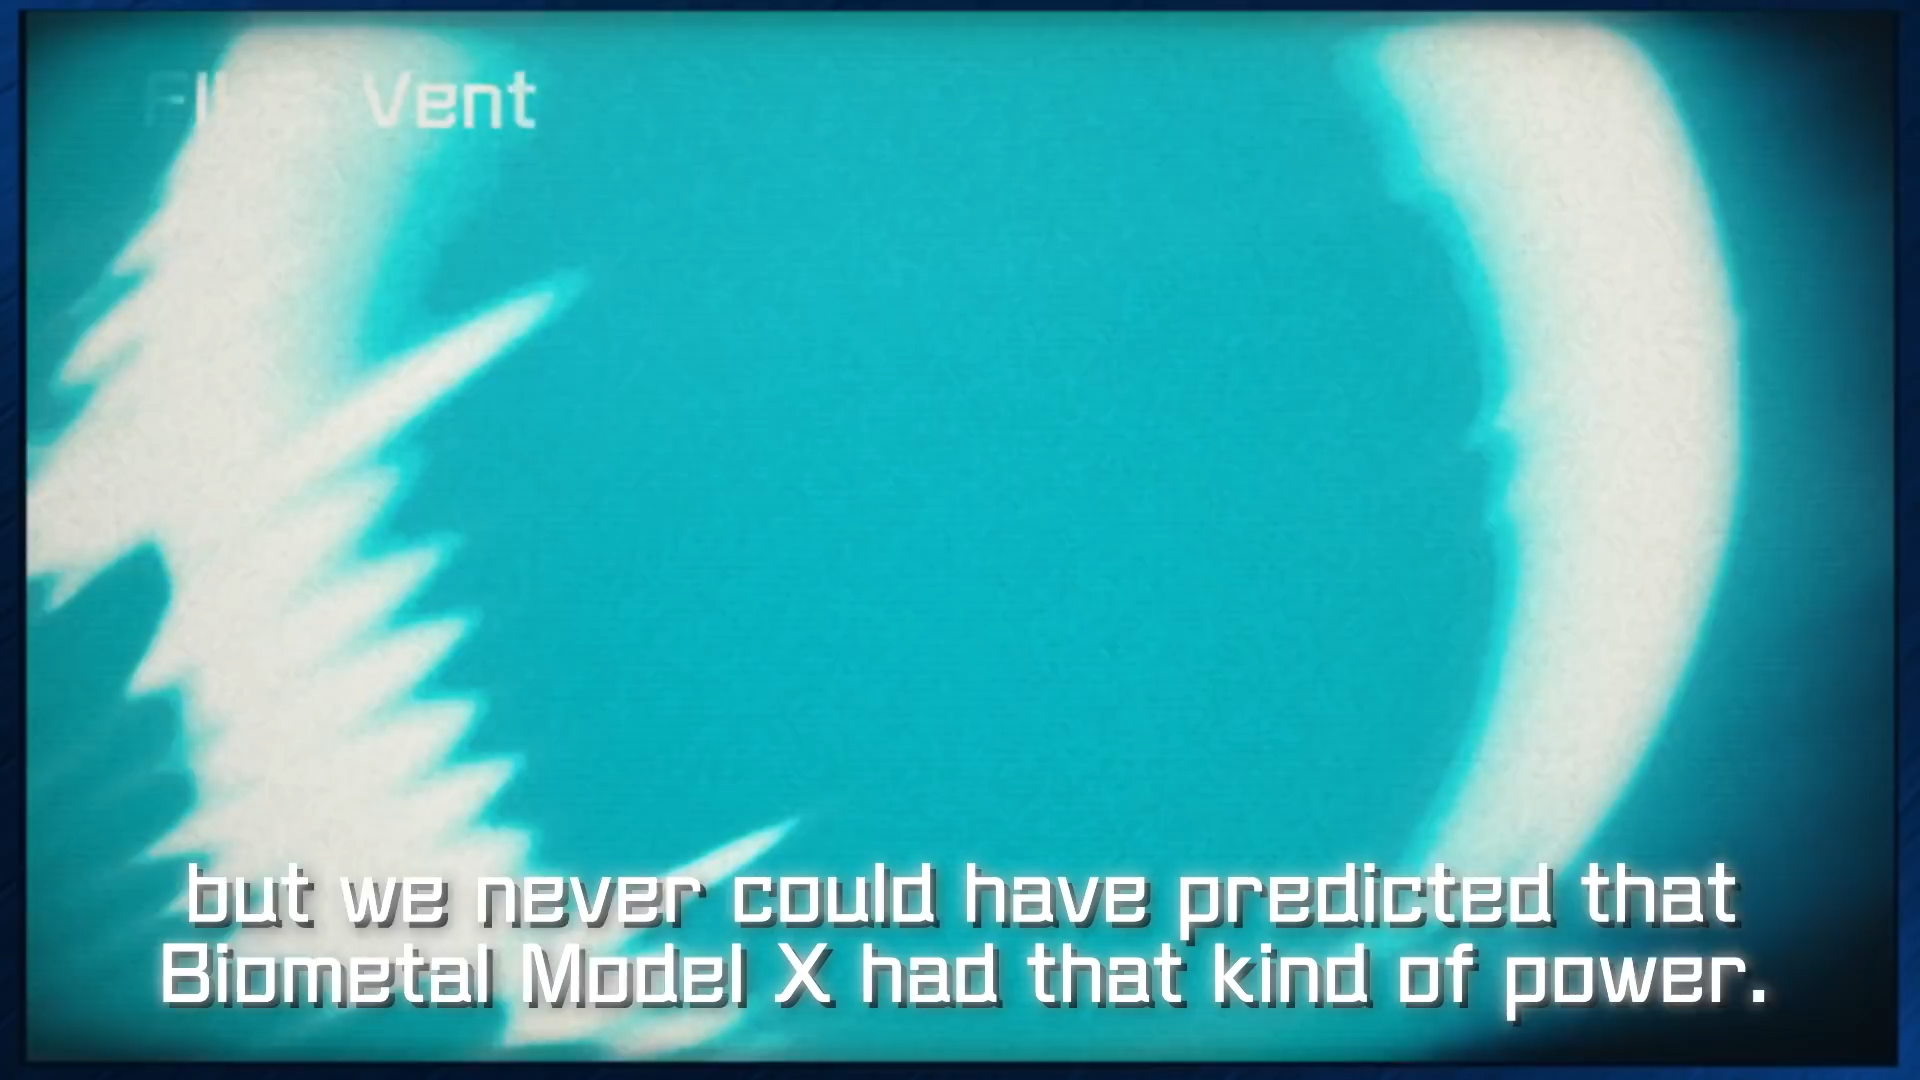 Vent
but we never could have predicted that
Biometal Model X had that kind of power.